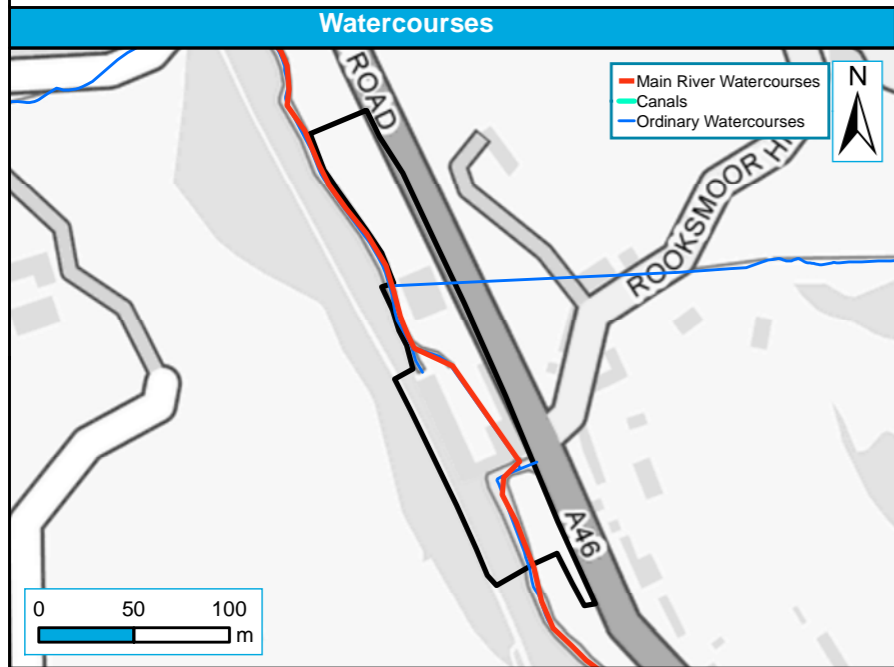 Watercourses
Main River Watercourses
Canals
Ordinary Watercourses
N
ROAD
ROOKSMOOR HI
A46
0 50 100
m